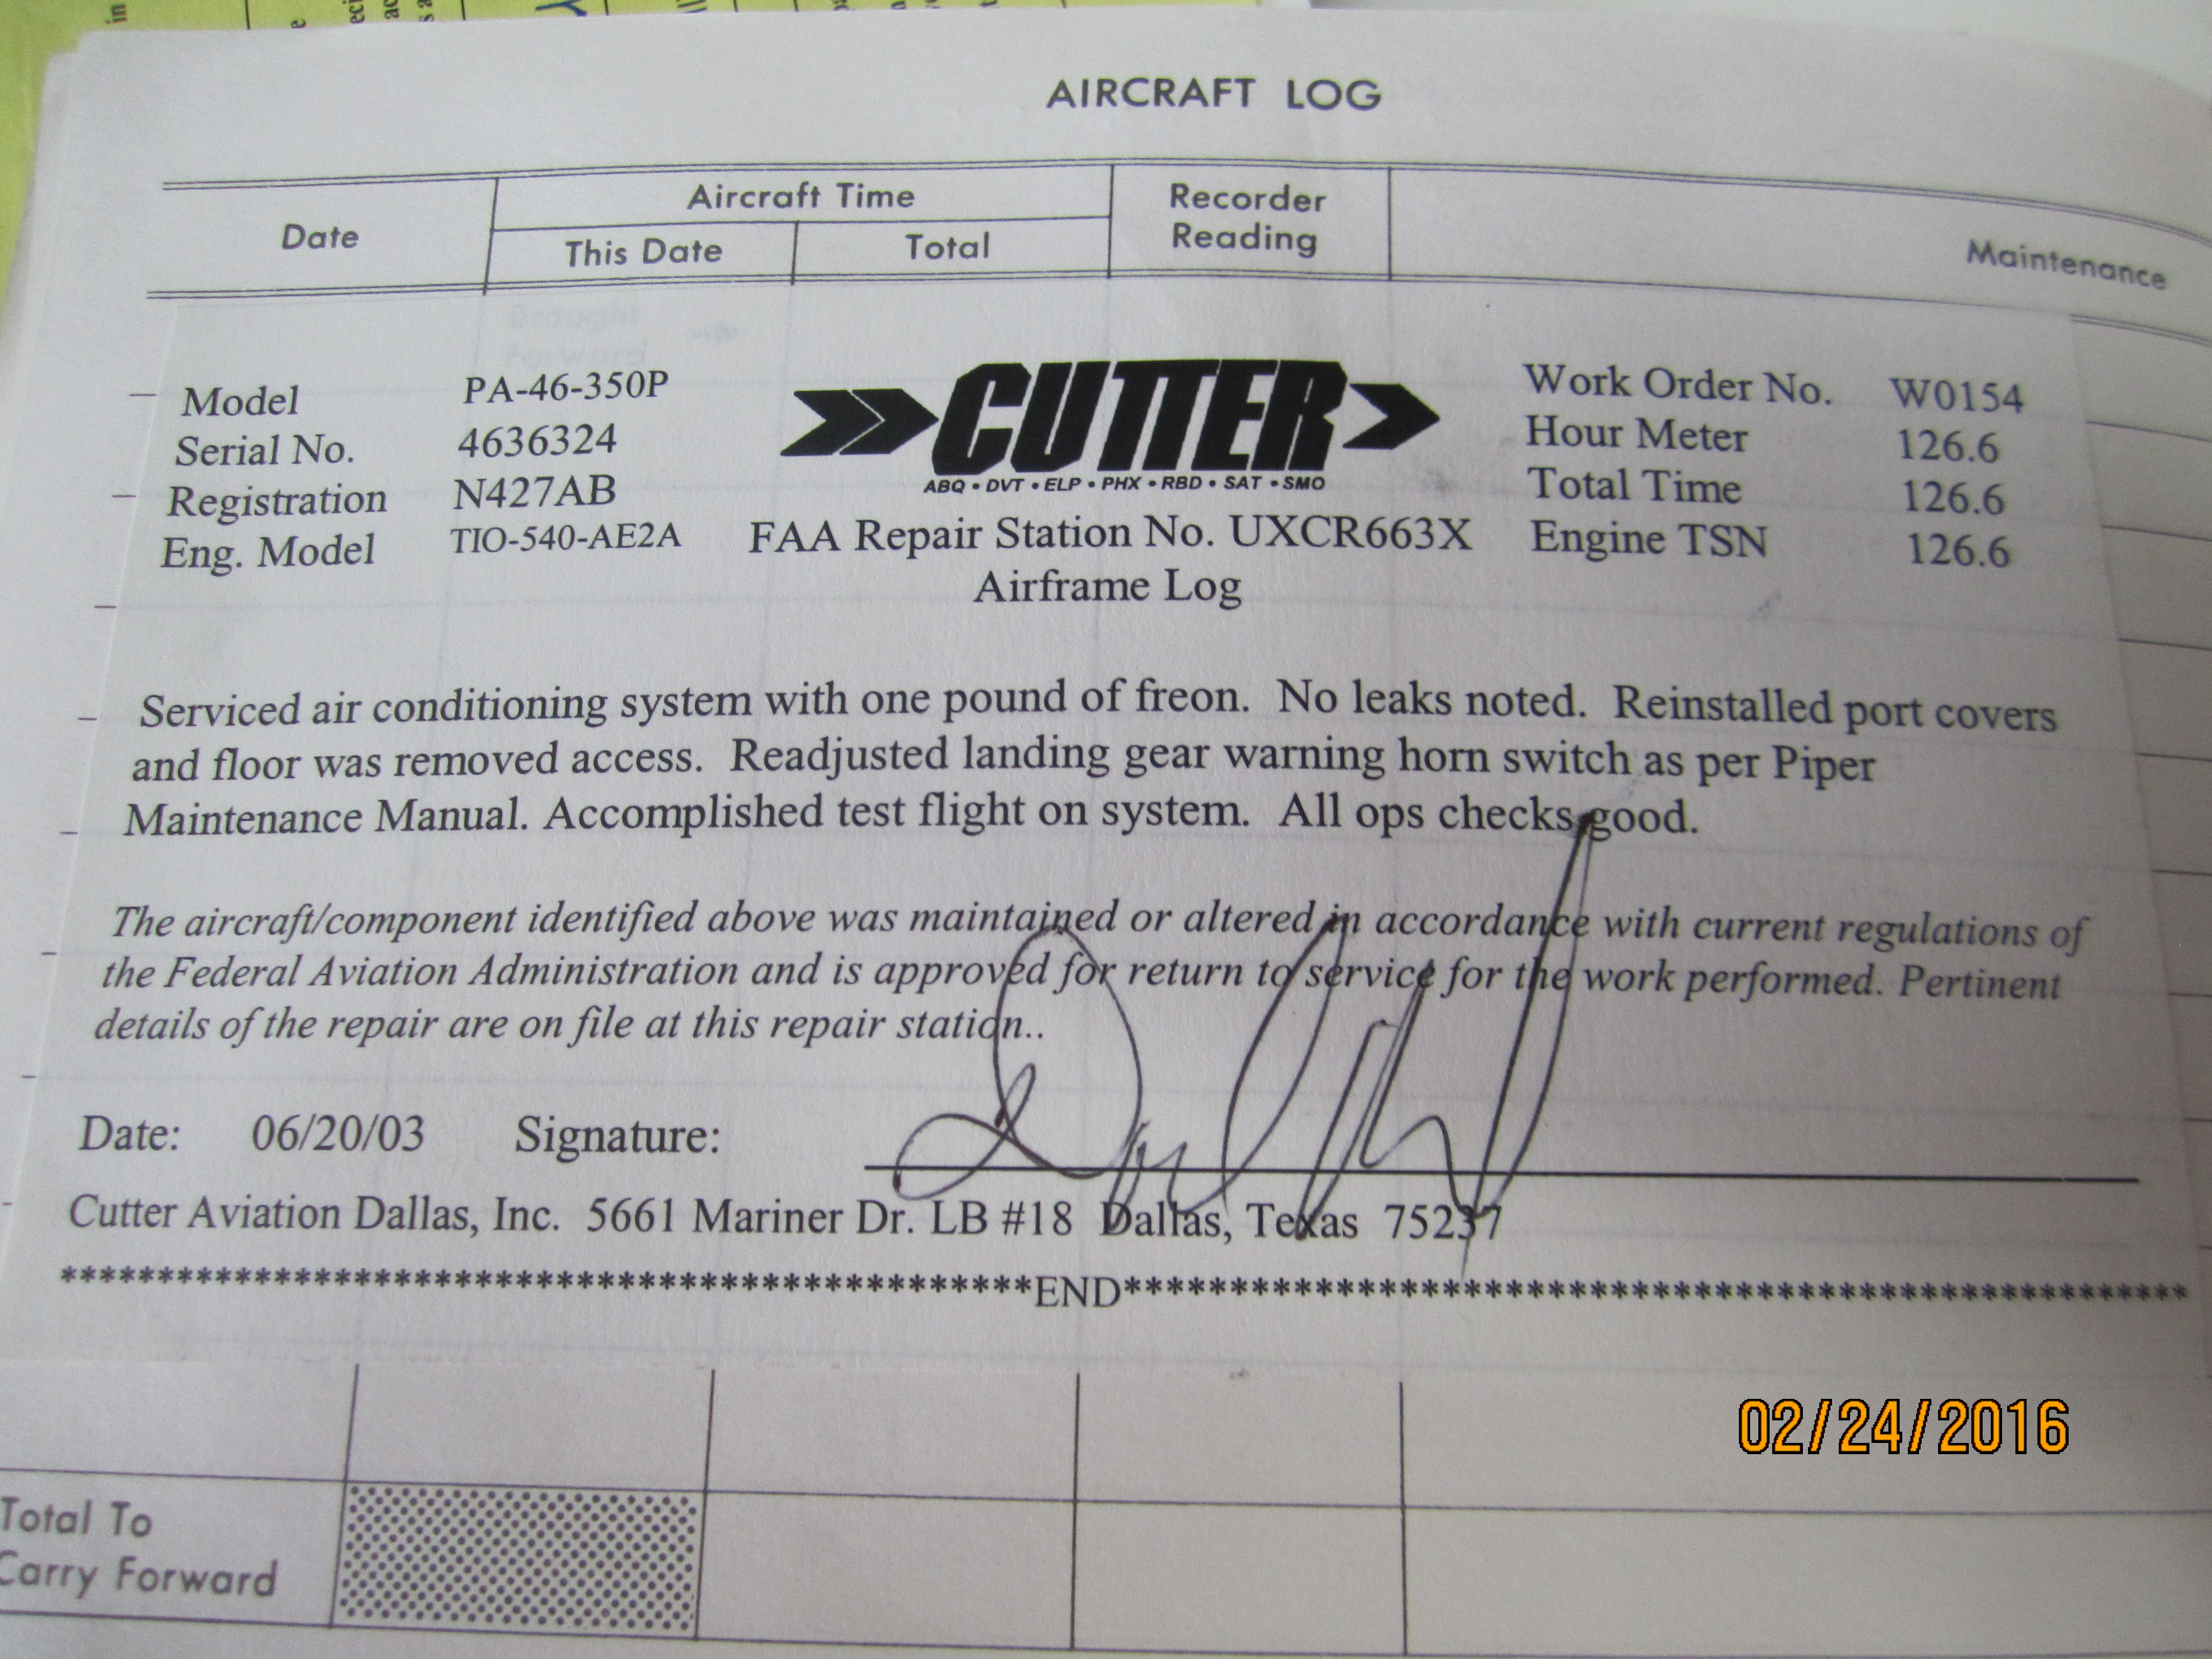 AIRCRAFT LOG
Date
Aircraft Time
This Date
Total
Recorder
Reading
Maintenance
Brought
Forward
Model PA-46-350P
Serial No. 4636324
Registration N427AB
Eng. Model TIO-540-AE2A
CUTTER
ABQ • DVT • ELP • PHX • RBD • SAT • SMO
FAA Repair Station No. UXCR663X
Airframe Log
Work Order No. W0154
Hour Meter 126.6
Total Time 126.6
Engine TSN 126.6
Serviced air conditioning system with one pound of freon. No leaks noted. Reinstalled port covers
and floor was removed access. Readjusted landing gear warning horn switch as per Piper
Maintenance Manual. Accomplished test flight on system. All ops checks good.
The aircraft/component identified above was maintained or altered in accordance with current regulations of
the Federal Aviation Administration and is approved for return to service for the work performed. Pertinent
details of the repair are on file at this repair station..
Date: 06/20/03 Signature:
Cutter Aviation Dallas, Inc. 5661 Mariner Dr. LB #18 Dallas, Texas 75237
**********************************************END**************************************************
02/24/2016
Total To
Carry Forward